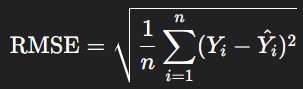 RMSE = \sqrt{\frac{1}{n} \sum_{i=1}^{n} (Y_i - \hat{Y}_i)^2}